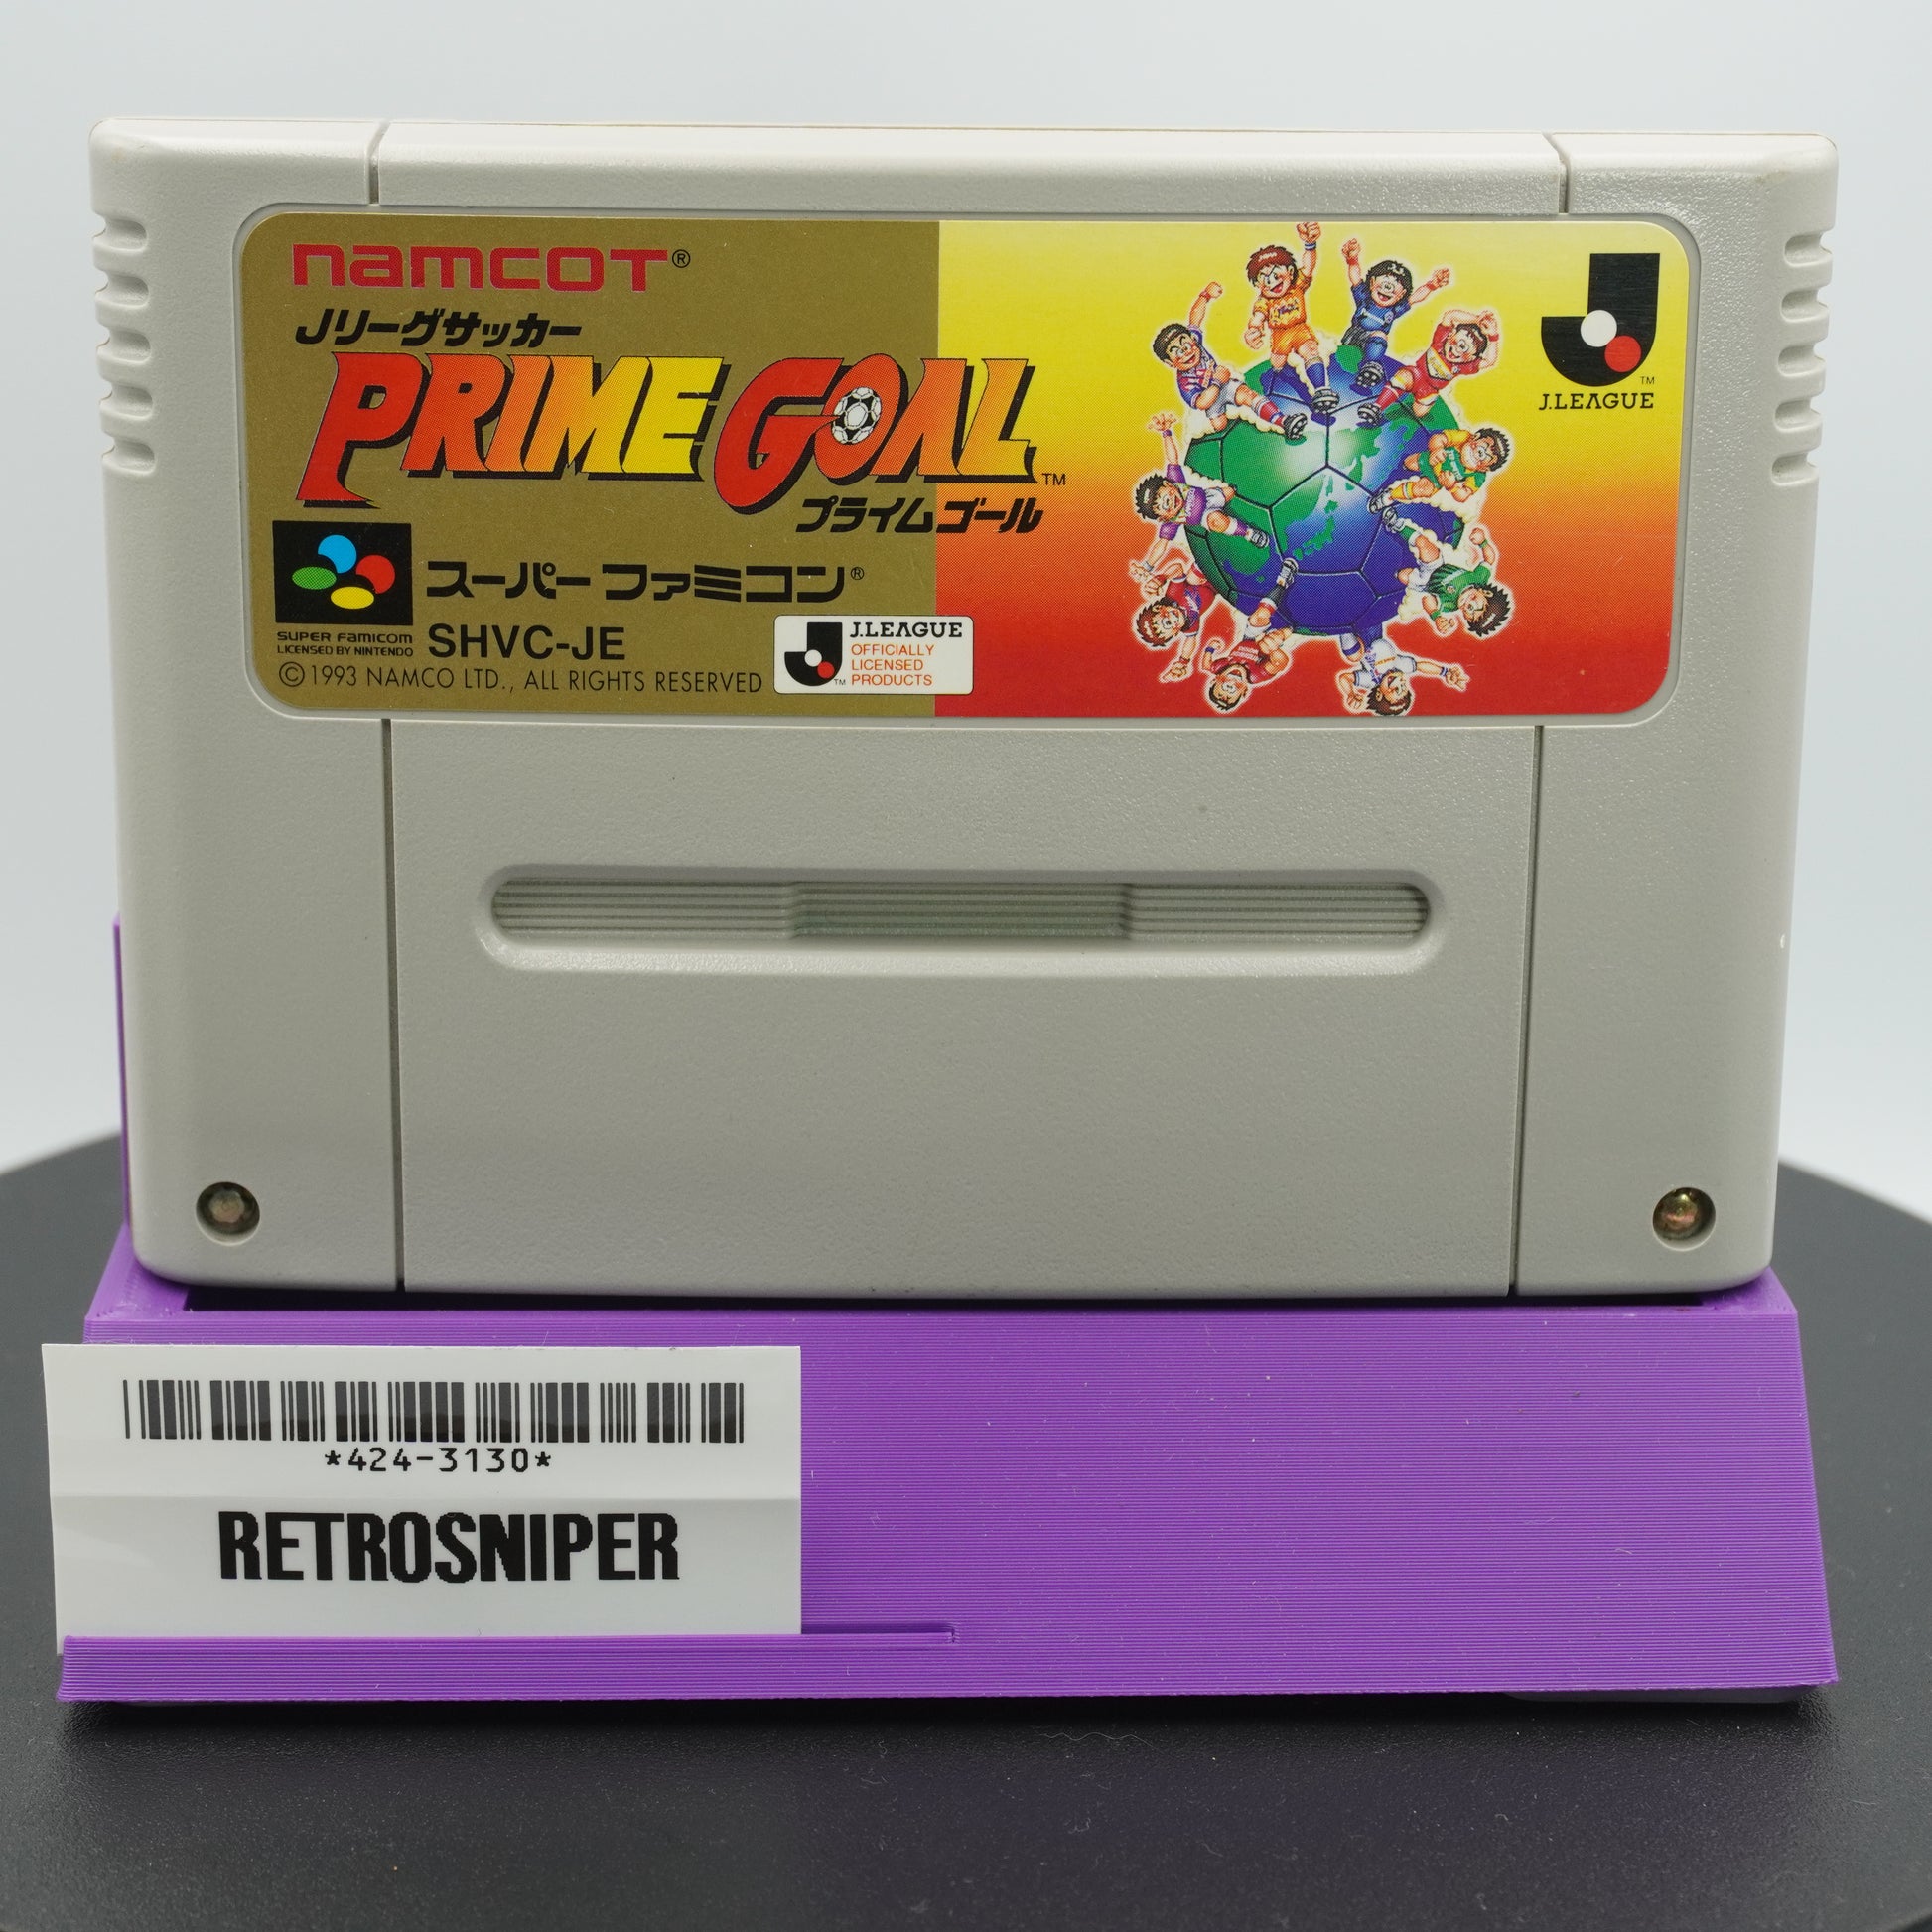 namcoT®
Jリーグサッカー
PRIME GOAL™
プライムゴール
スーパーファミコン®
SUPER FAMICOM
LICENSED BY NINTENDO
SHVC-JE
© 1993 NAMCO LTD., ALL RIGHTS RESERVED
J.LEAGUE
OFFICIALLY
LICENSED
PRODUCTS
TM
TM
J.LEAGUE
*424-3130*
RETROSNIPER